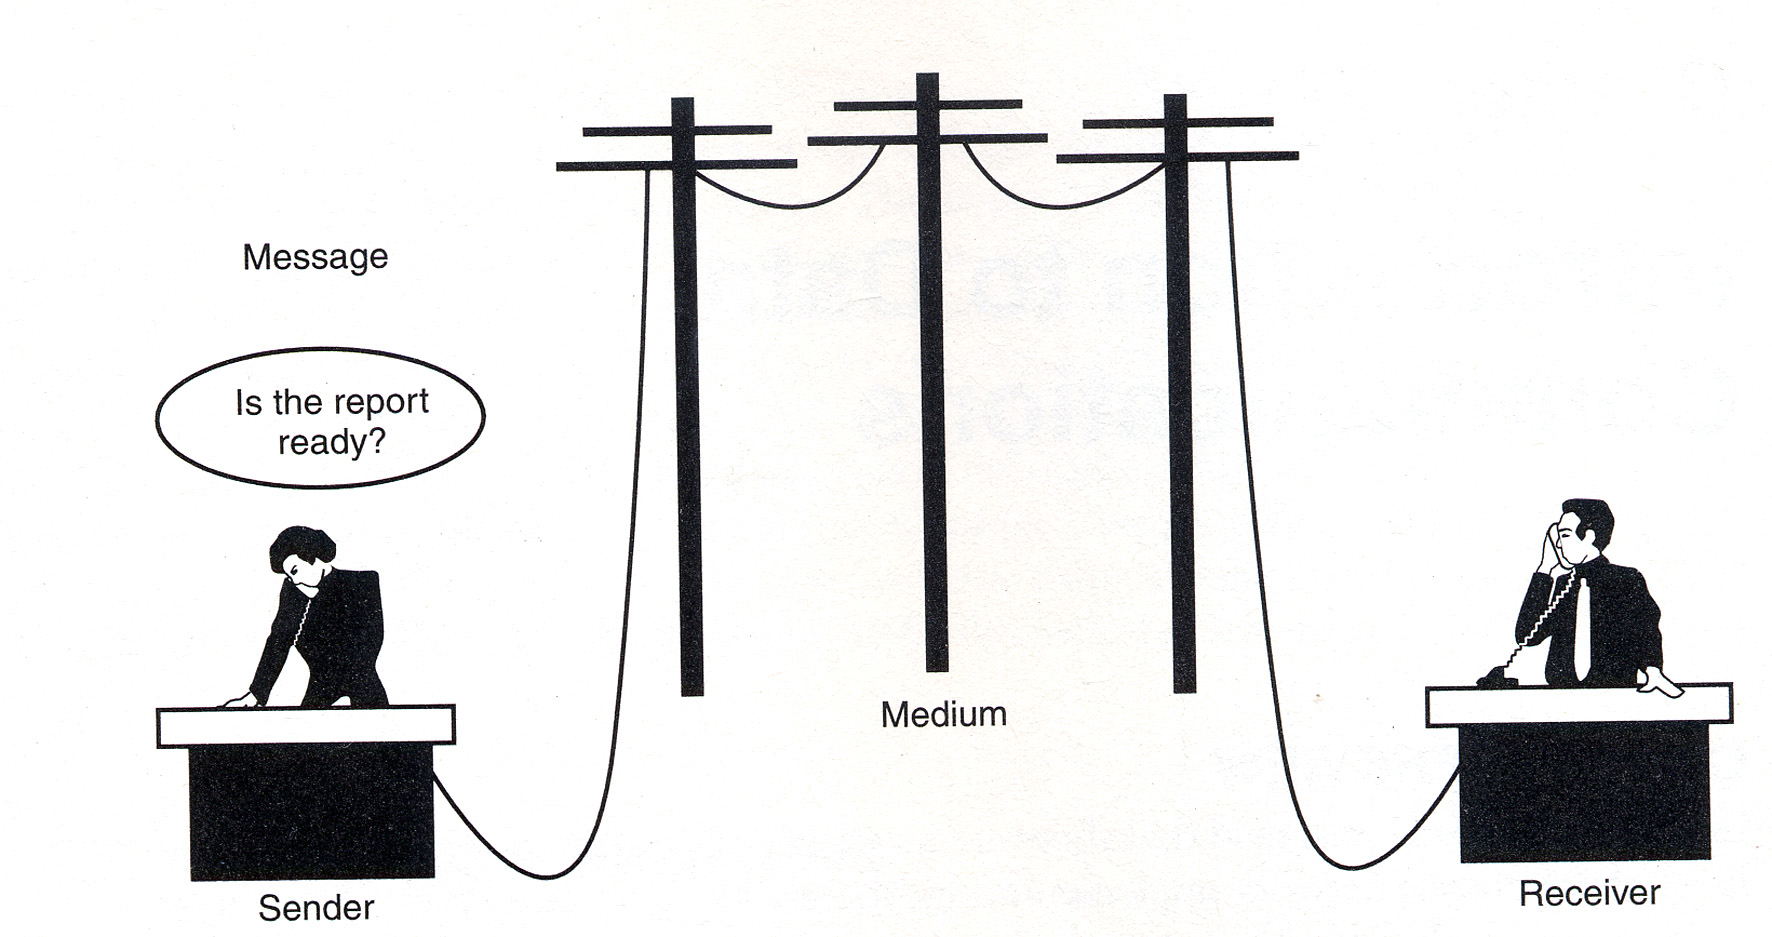 Message
Is the report
ready?
Medium
Sender
Receiver